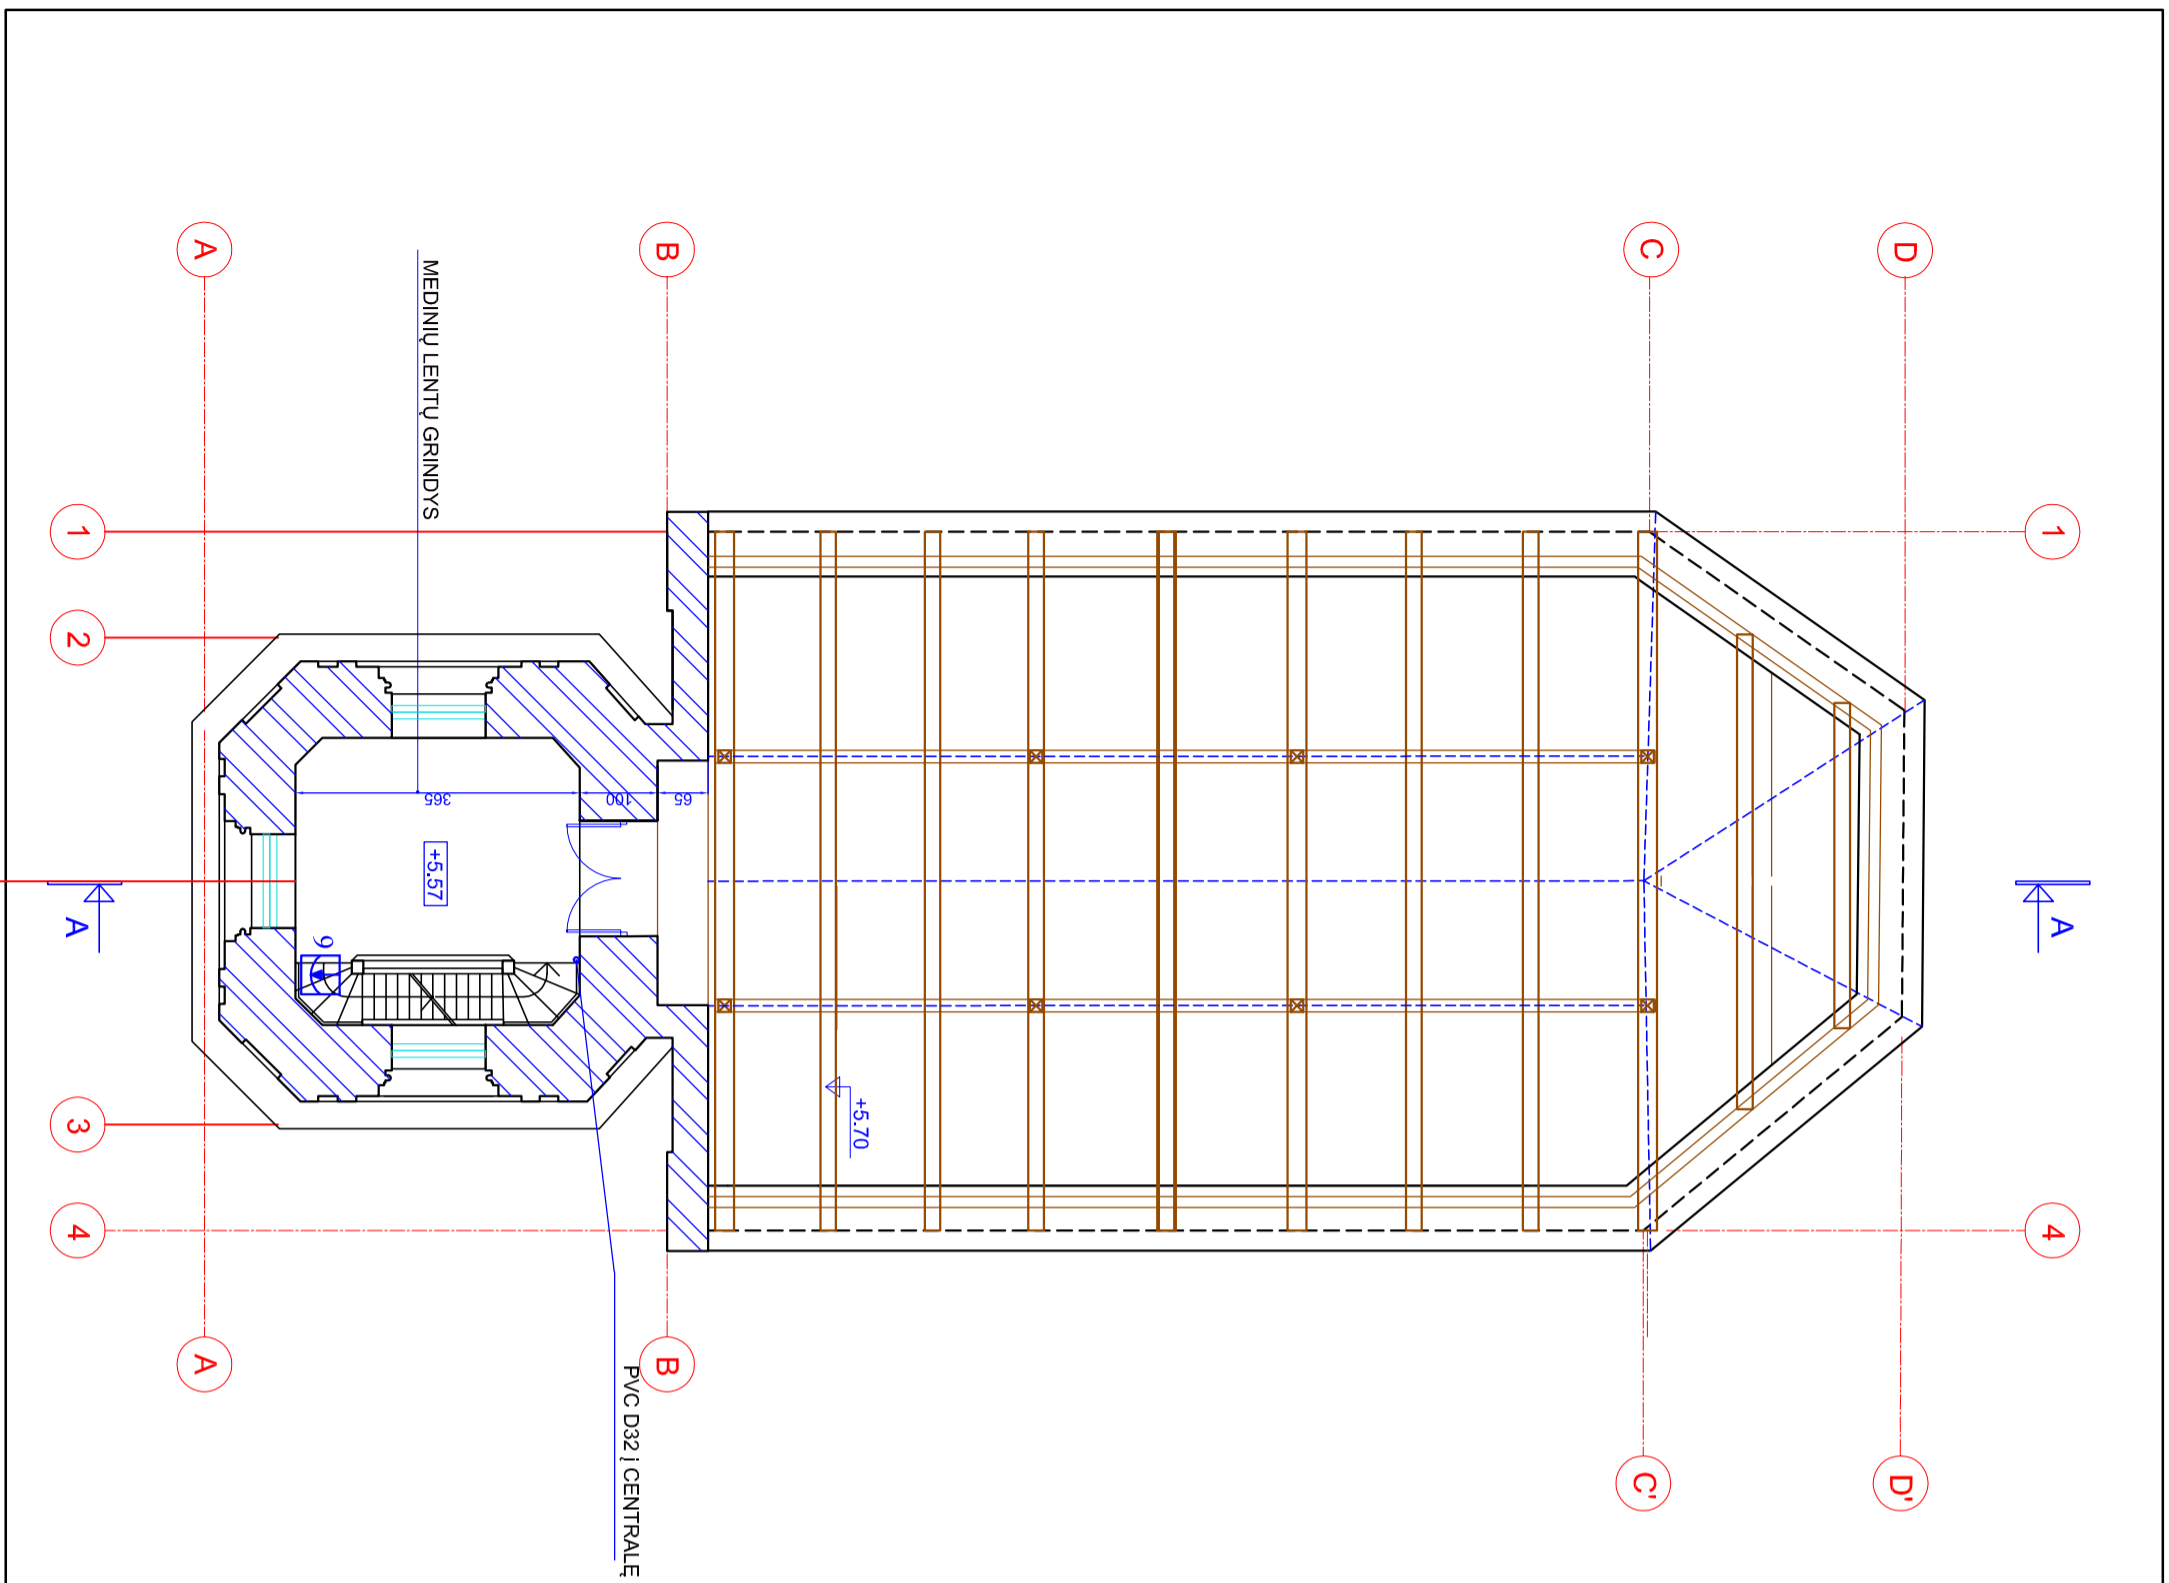 A
B
C
D
MEDINIŲ LENTŲ GRINDYS
1
1
2
365
100
65
+5.57
A
A
9
+5.70
3
4
4
A
B
PVC D32 Į CENTRALĘ
C'
D'